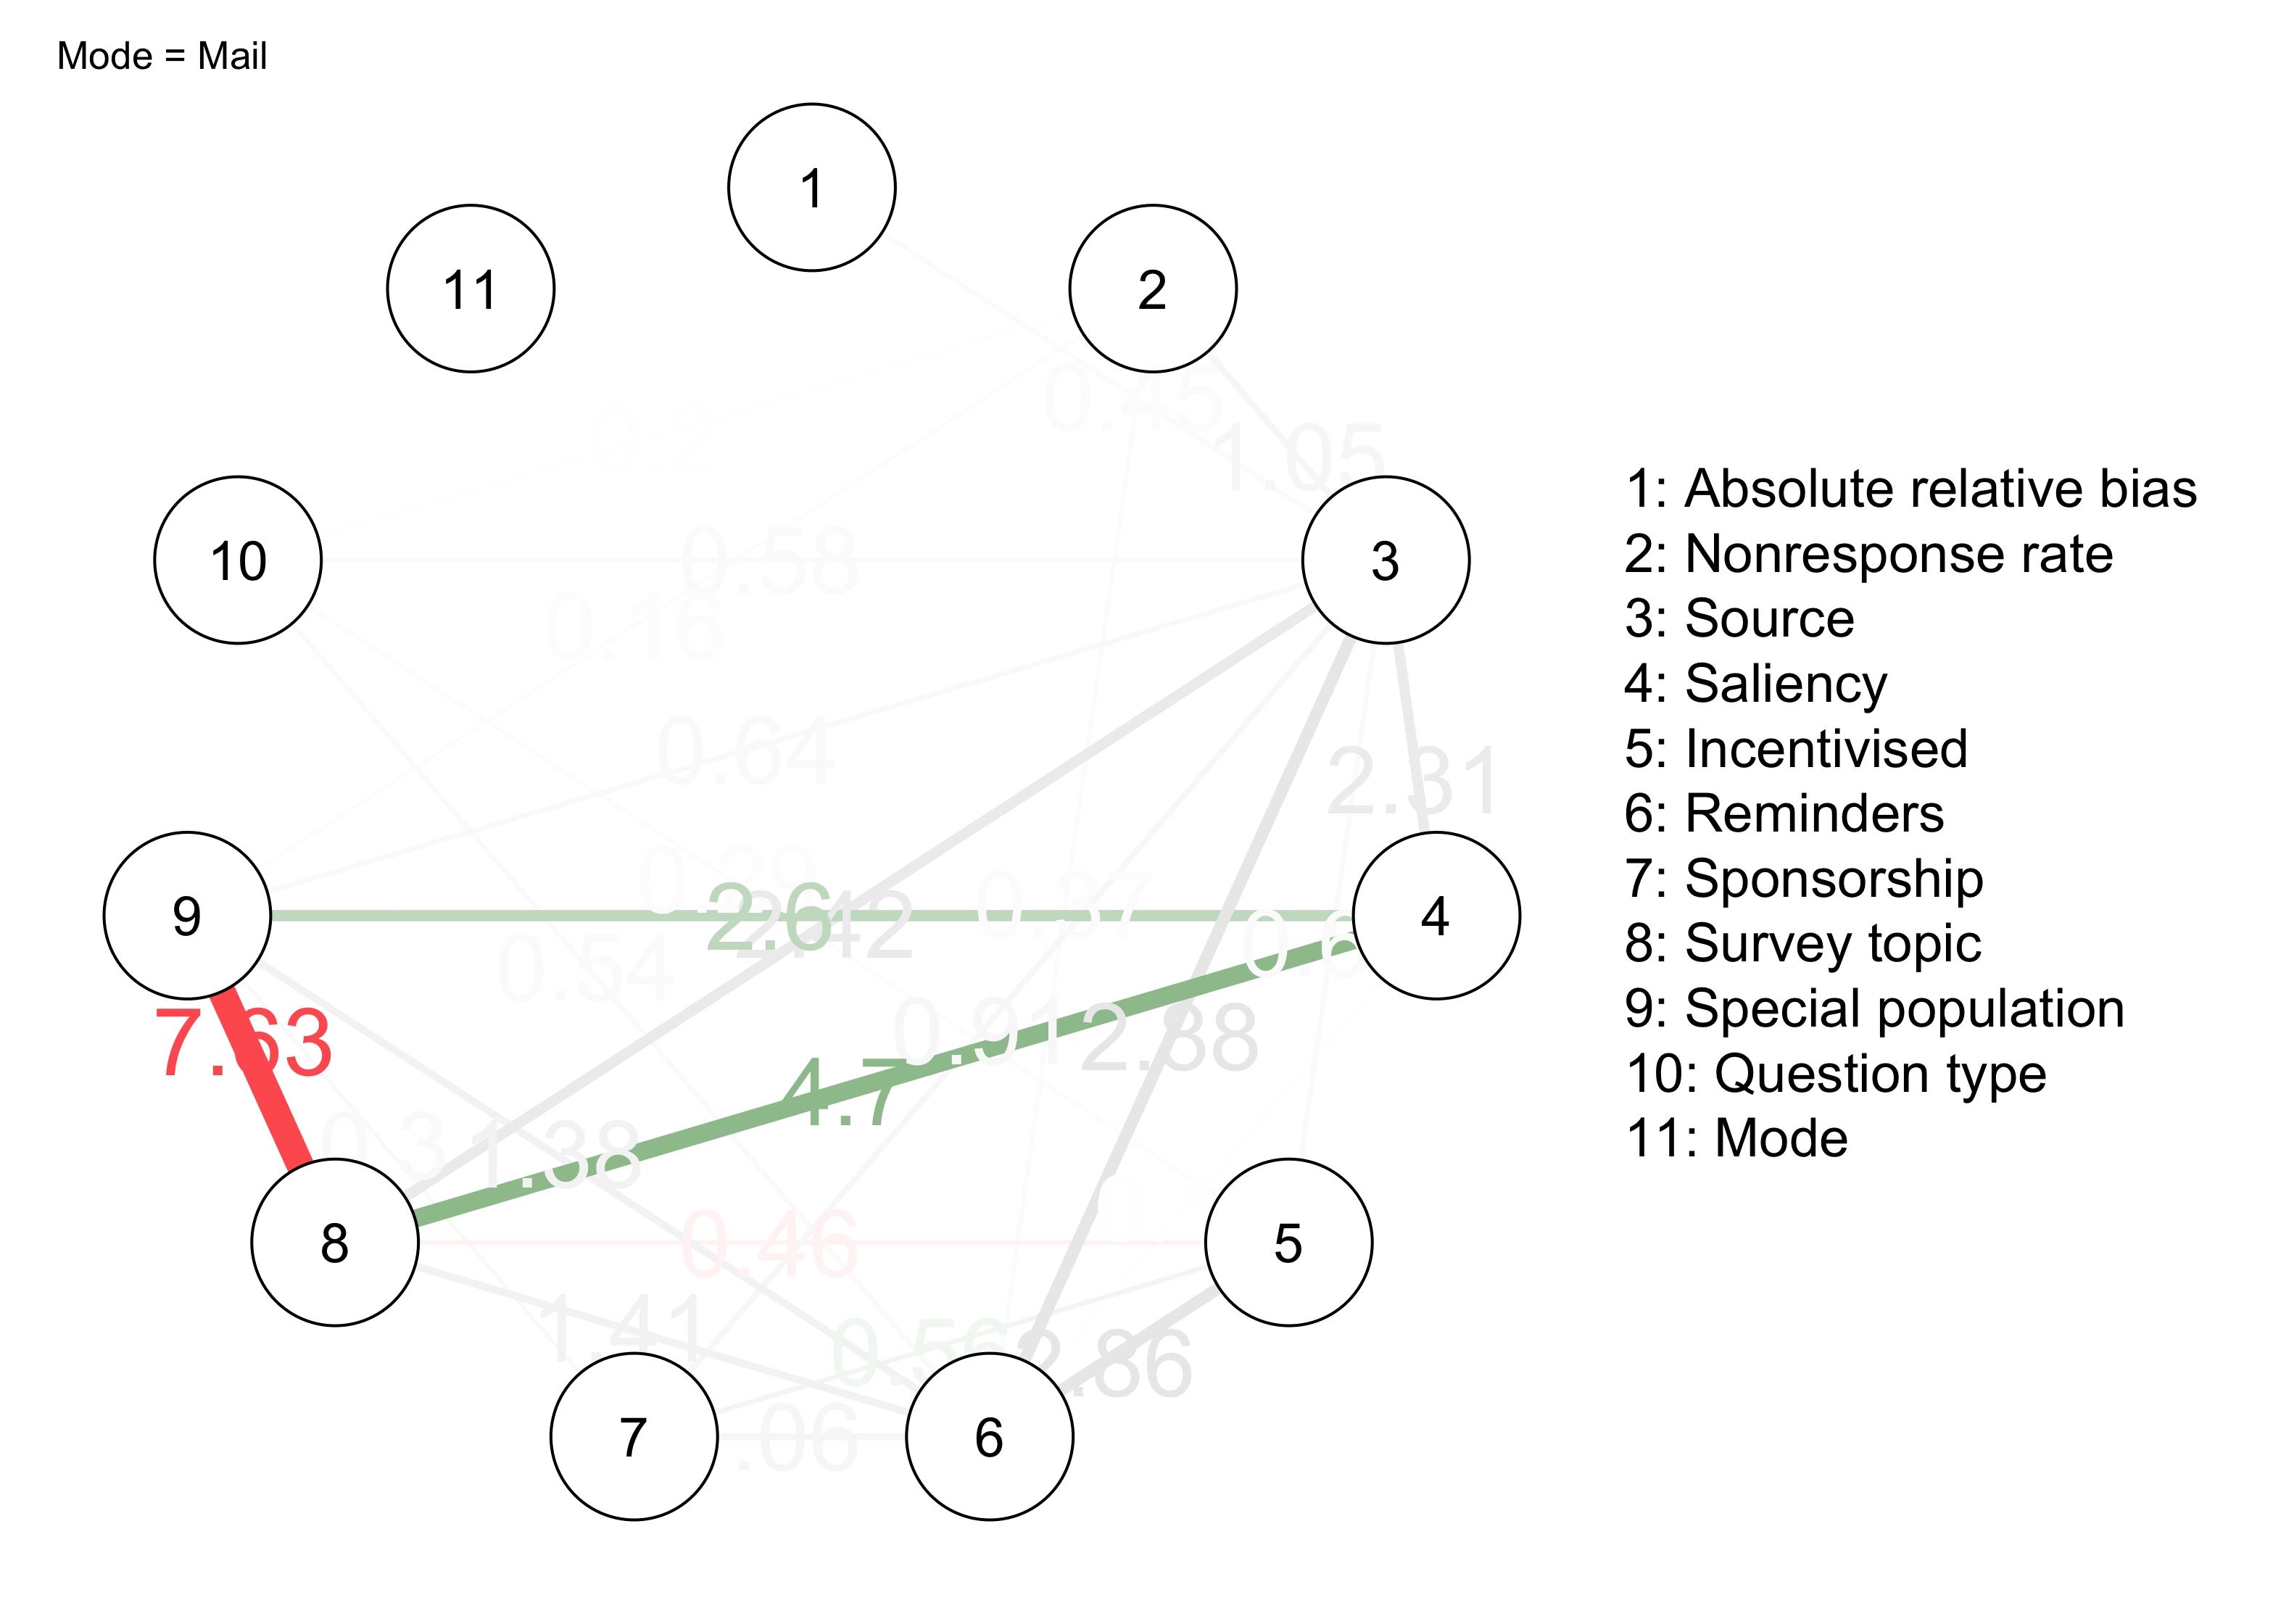 Mode = Mail
1
2
11
0.45
0.2
1.05
10
3
0.58
0.16
0.64
2.31
0.29
0.37
2.6
2.42
9
4
0.54
0.91
2.88
7.63
4.7
0.3
1.38
8
0.46
5
1.41
0.56
2.86
7
.06
6
1: Absolute relative bias
2: Nonresponse rate
3: Source
4: Saliency
5: Incentivised
6: Reminders
7: Sponsorship
8: Survey topic
9: Special population
10: Question type
11: Mode